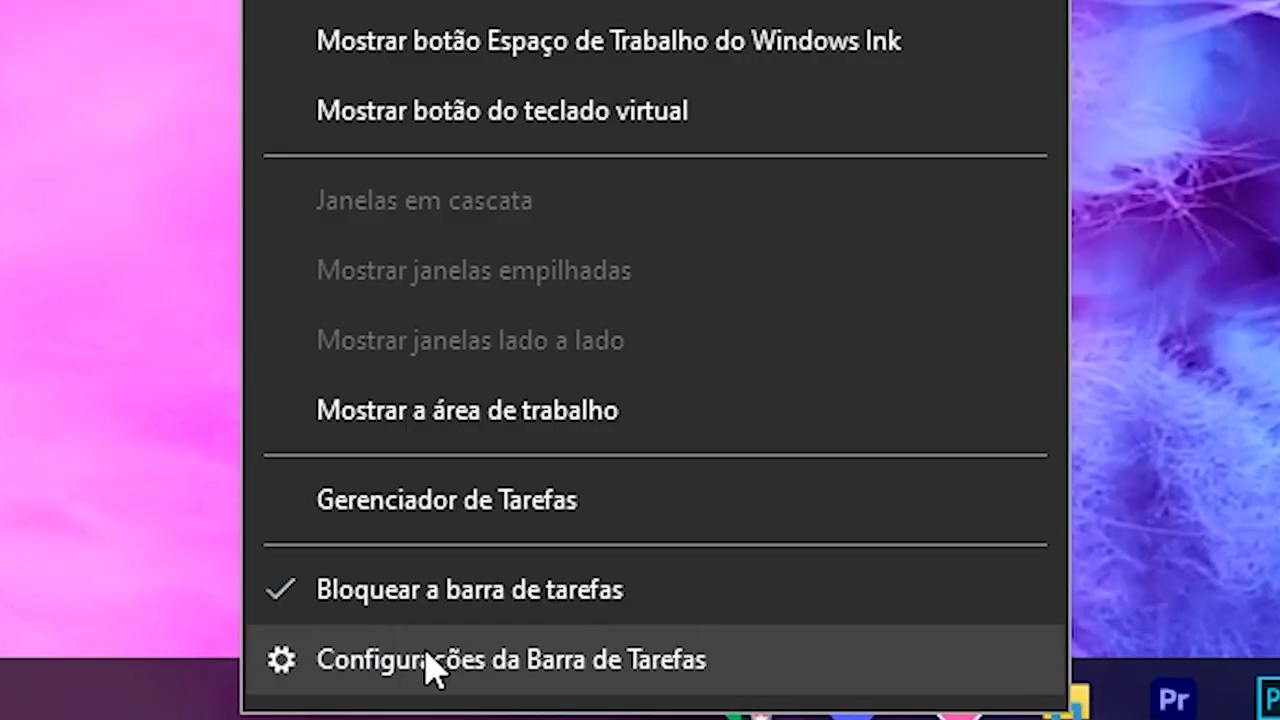 Mostrar botão Espaço de Trabalho do Windows Ink
Mostrar botão do teclado virtual
Janelas em cascata
Mostrar janelas empilhadas
Mostrar janelas lado a lado
Mostrar a área de trabalho
Gerenciador de Tarefas
Bloquear a barra de tarefas
Configurações da Barra de Tarefas
Pr